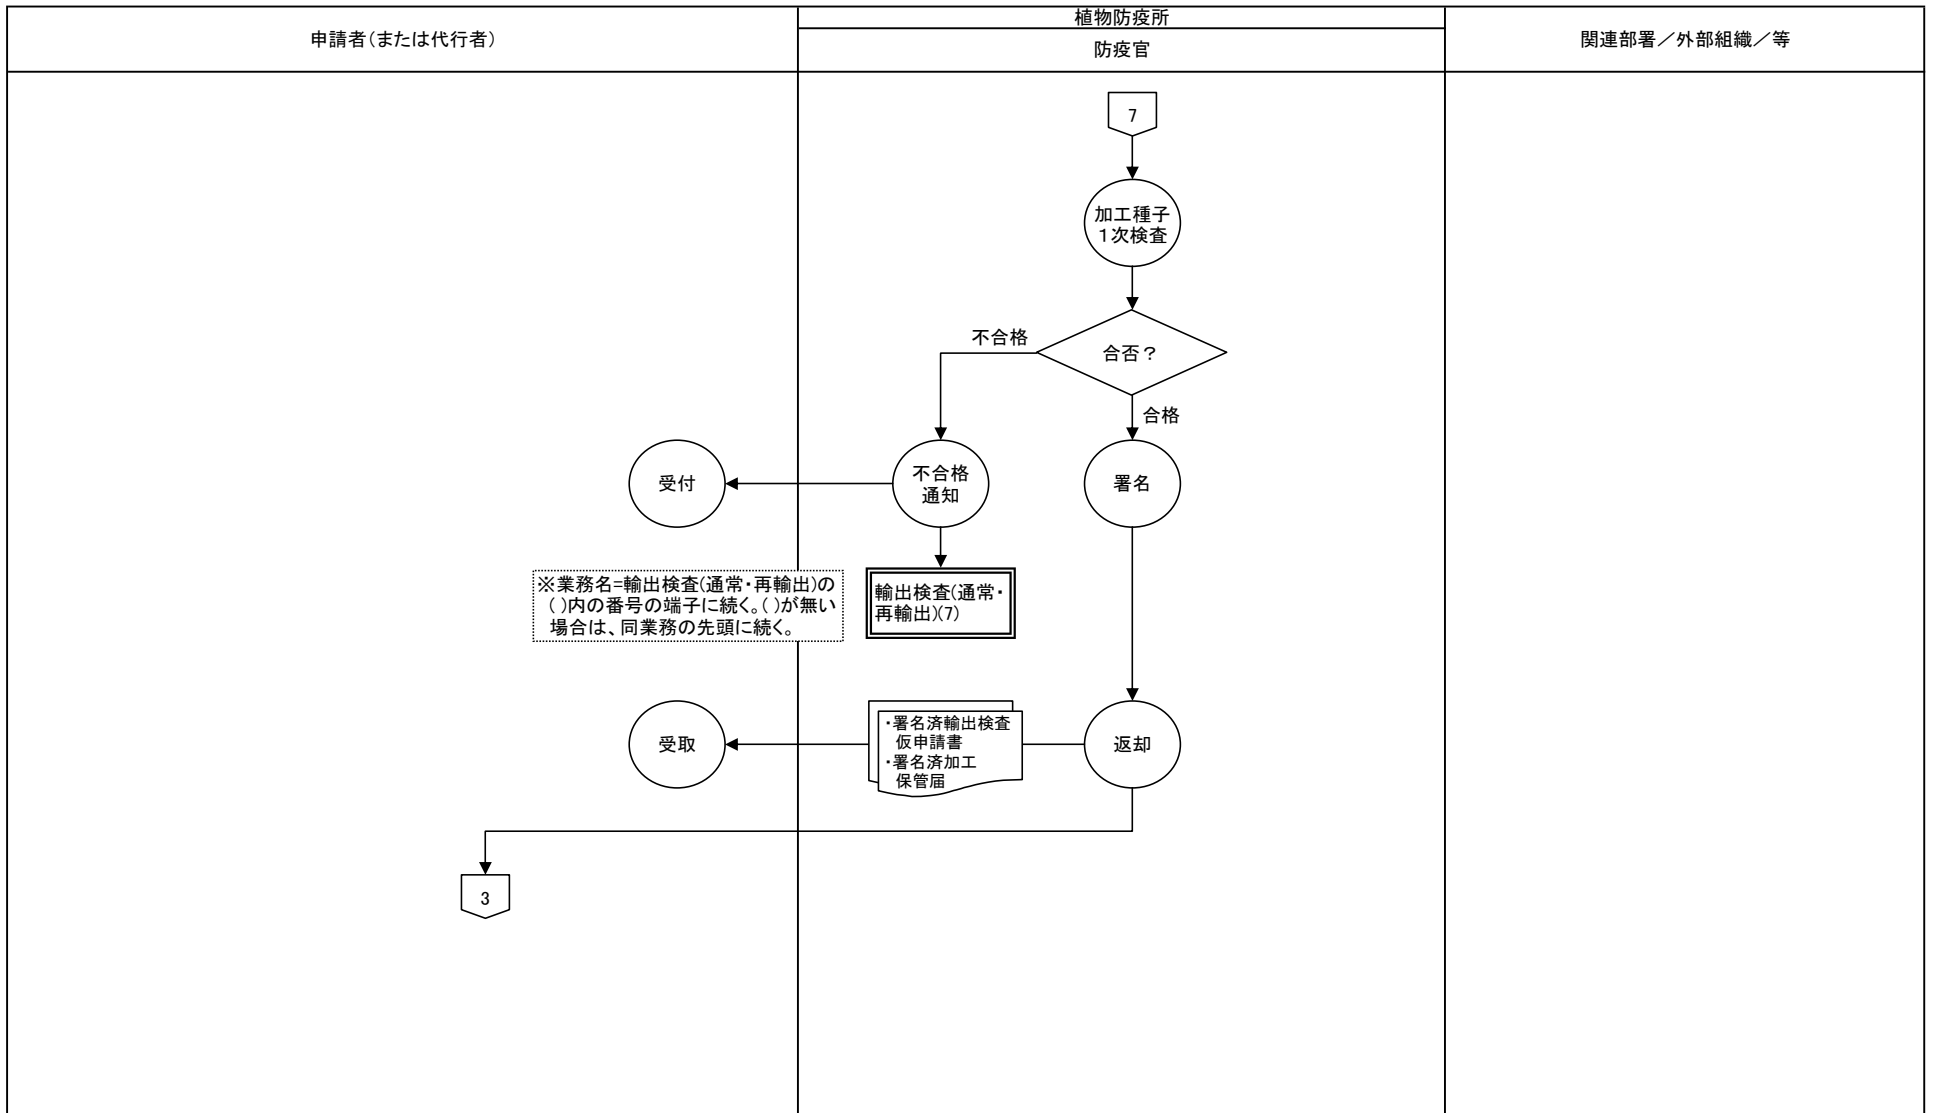 植物防疫所
申請者(または代行者)
防疫官
関連部署／外部組織／等
7
加工種子
1次検査
不合格
合否？
合格
受付
不合格
通知
署名
※業務名=輸出検査(通常・再輸出)の
( )内の番号の端子に続く。( )が無い
場合は、同業務の先頭に続く。
輸出検査(通常・
再輸出)(7)
受取
・署名済輸出検査
仮申請書
・署名済加工
保管届
返却
3